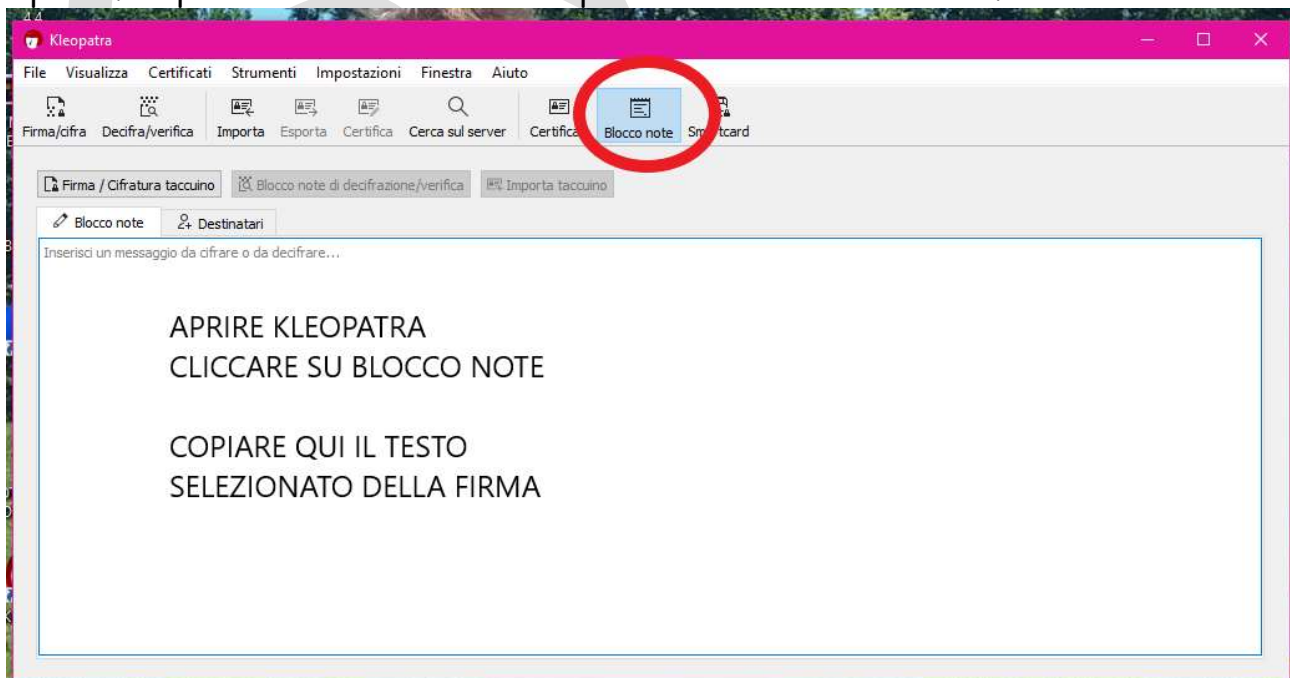 Kleopatra
File Visualizza Certificati Strumenti Impostazioni Finestra Aiuto
Firma/cifra Decifra/verifica Importa Esporta Certifica Cerca sul server Blocco note
Firma / Cifratura taccuino Blocco note di decifrazione/verifica Importa taccuino
Blocco note Destinatari
Inserisci un messaggio da cifrare o da decifrare...
APRIRE KLEOPATRA
CLICCARE SU BLOCCO NOTE
COPIARE QUI IL TESTO
SELEZIONATO DELLA FIRMA